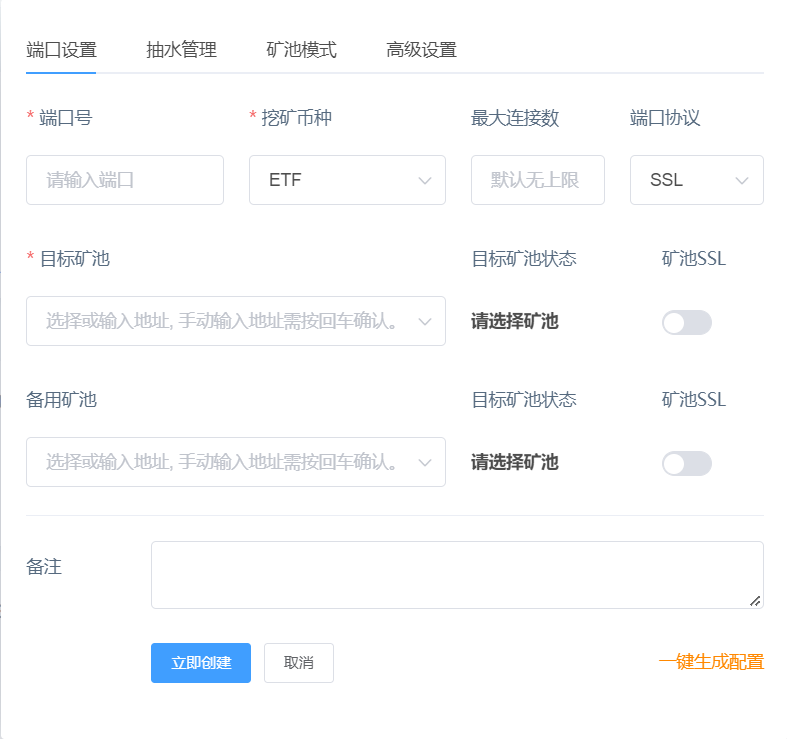 端口设置 抽水管理 矿池模式 高级设置
* 端口号 * 挖矿币种 最大连接数 端口协议
请输入端口 ETF 默认无上限 SSL
* 目标矿池 目标矿池状态 矿池SSL
选择或输入地址, 手动输入地址需按回车确认。 请选择矿池
备用矿池 目标矿池状态 矿池SSL
选择或输入地址, 手动输入地址需按回车确认。 请选择矿池
备注
立即创建 取消 一键生成配置